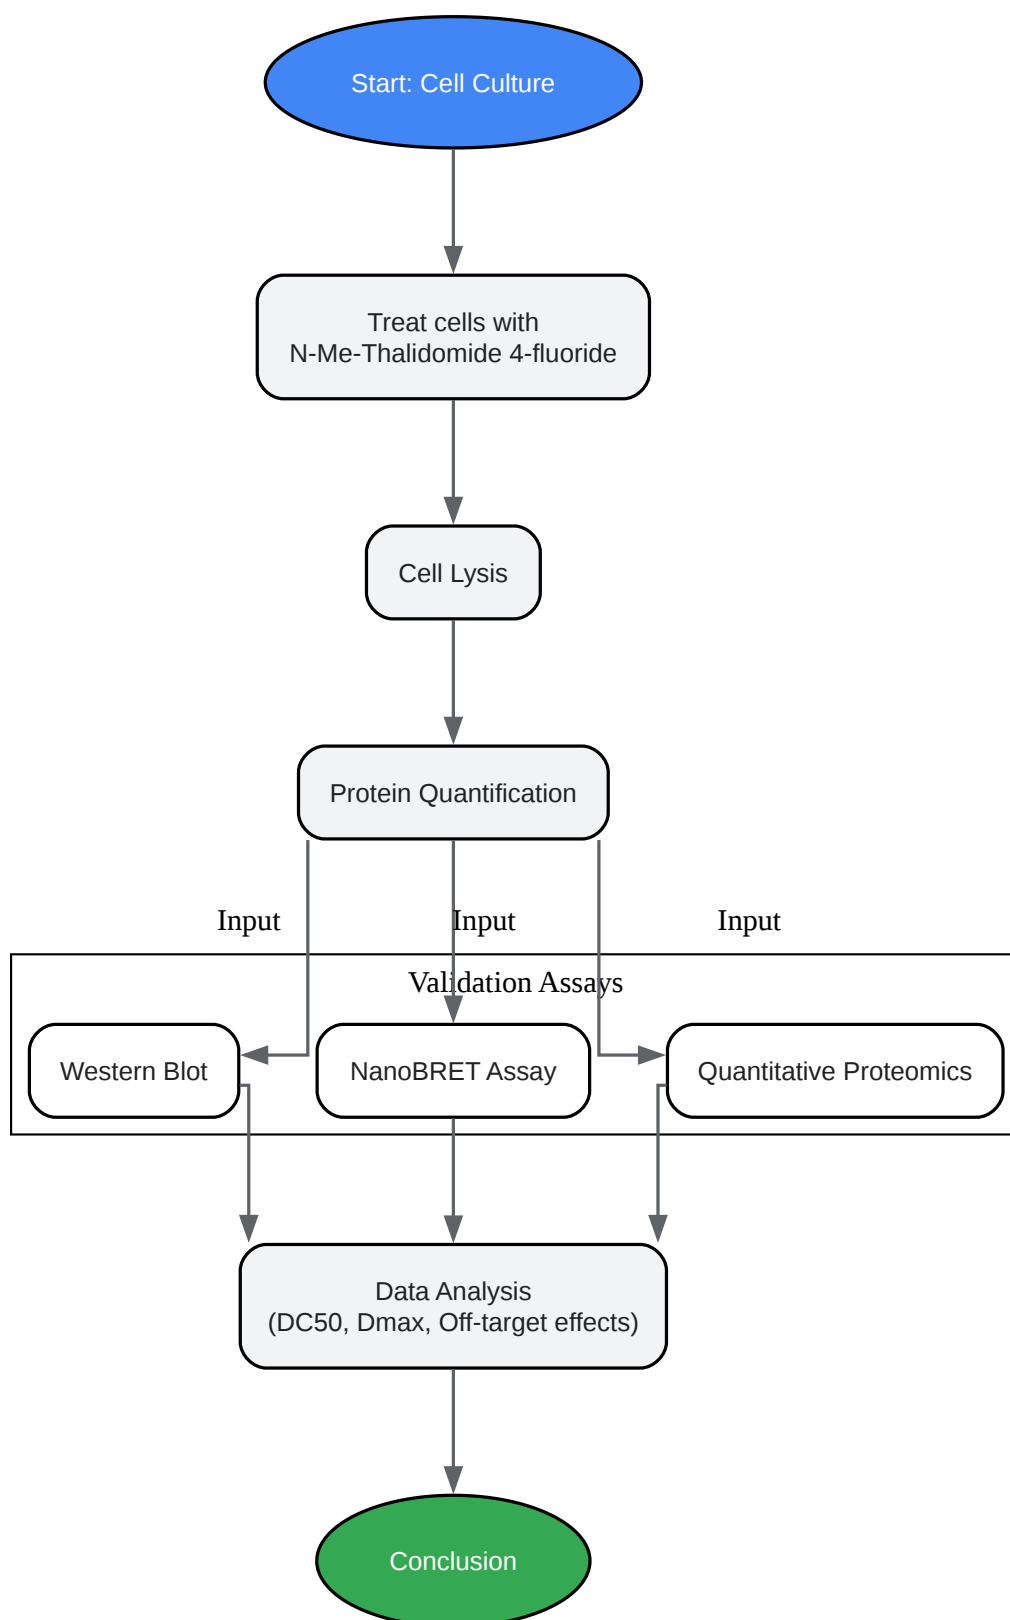 Start: Cell Culture
Treat cells with
N-Me-Thalidomide 4-fluoride
Cell Lysis
Protein Quantification
Input
Input
Input
Validation Assays
Western Blot
NanoBRET Assay
Quantitative Proteomics
Data Analysis
(DC50, Dmax, Off-target effects)
Conclusion